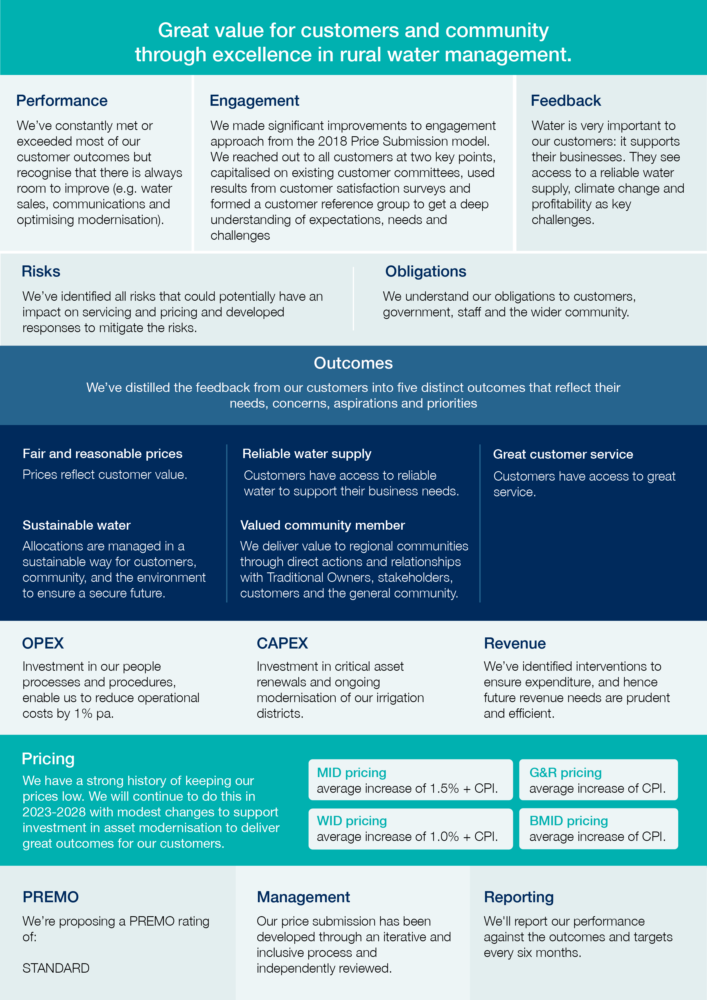 Great value for customers and community
through excellence in rural water management.
Performance
We’ve constantly met or
exceeded most of our
customer outcomes but
recognise that there is always
room to improve (e.g. water
sales, communications and
optimising modernisation).
Engagement
We made significant improvements to engagement
approach from the 2018 Price Submission model.
We reached out to all customers at two key points,
capitalised on existing customer committees, used
results from customer satisfaction surveys and
formed a customer reference group to get a deep
understanding of expectations, needs and
challenges
Feedback
Water is very important to
our customers: it supports
their businesses. They see
access to a reliable water
supply, climate change and
profitability as key
challenges.
Risks
We’ve identified all risks that could potentially have an
impact on servicing and pricing and developed
responses to mitigate the risks.
Obligations
We understand our obligations to customers,
government, staff and the wider community.
Outcomes
We’ve distilled the feedback from our customers into five distinct outcomes that reflect their
needs, concerns, aspirations and priorities
Fair and reasonable prices
Prices reflect customer value.
Reliable water supply
Customers have access to reliable
water to support their business needs.
Great customer service
Customers have access to great
service.
Sustainable water
Allocations are managed in a
sustainable way for customers,
community, and the environment
to ensure a secure future.
Valued community member
We deliver value to regional communities
through direct actions and relationships
with Traditional Owners, stakeholders,
customers and the general community.
OPEX
Investment in our people
processes and procedures,
enable us to reduce operational
costs by 1% pa.
CAPEX
Investment in critical asset
renewals and ongoing
modernisation of our irrigation
districts.
Revenue
We’ve identified interventions to
ensure expenditure, and hence
future revenue needs are prudent
and efficient.
Pricing
We have a strong history of keeping our
prices low. We will continue to do this in
2023-2028 with modest changes to support
investment in asset modernisation to deliver
great outcomes for our customers.
MID pricing
average increase of 1.5% + CPI.
G&R pricing
average increase of CPI.
WID pricing
average increase of 1.0% + CPI.
BMID pricing
average increase of CPI.
PREMO
We’re proposing a PREMO rating
of:
STANDARD
Management
Our price submission has been
developed through an iterative and
inclusive process and
independently reviewed.
Reporting
We'll report our performance
against the outcomes and targets
every six months.